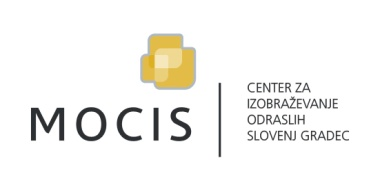 MOCIS
CENTER ZA
IZOBRAŽEVANJE
ODRASLIH
SLOVENJ GRADEC